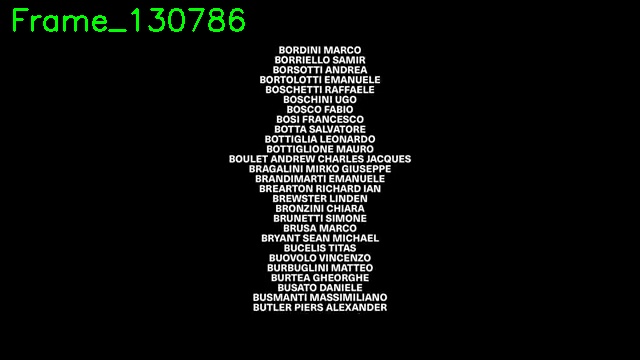 Frame_130786
BORDINI MARCO
BORRIELLO SAMIR
BORSOTTI ANDREA
BORTOLOTTI EMANUELE
BOSCHETTI RAFFAELE
BOSCHINI UGO
BOSCO FABIO
BOSI FRANCESCO
BOTTA SALVATORE
BOTTIGLIA LEONARDO
BOTTIGLIONE MAURO
BOULET ANDREW CHARLES JACQUES
BRAGALINI MIRKO GIUSEPPE
BRANDIMARTI EMANUELE
BREARTON RICHARD IAN
BREWSTER LINDEN
BRONZINI CHIARA
BRUNETTI SIMONE
BRUSA MARCO
BRYANT SEAN MICHAEL
BUCELIS TITAS
BUOVOLO VINCENZO
BURBUGLINI MATTEO
BURTEA GHEORGHE
BUSATO DANIELE
BUSMANTI MASSIMILIANO
BUTLER PIERS ALEXANDER